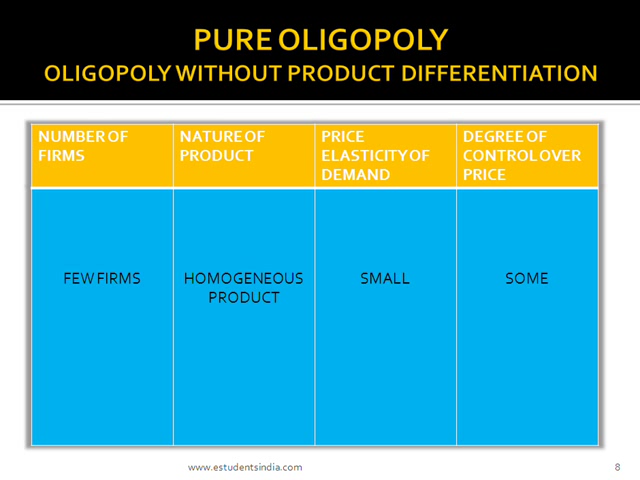 PURE OLIGOPOLY
OLIGOPOLY WITHOUT PRODUCT DIFFERENTIATION
NUMBER OF
FIRMS
NATURE OF
PRODUCT
PRICE
ELASTICITY OF
DEMAND
DEGREE OF
CONTROL OVER
PRICE
FEW FIRMS
HOMOGENEOUS
PRODUCT
SMALL
SOME
www.estudentsindia.com
8